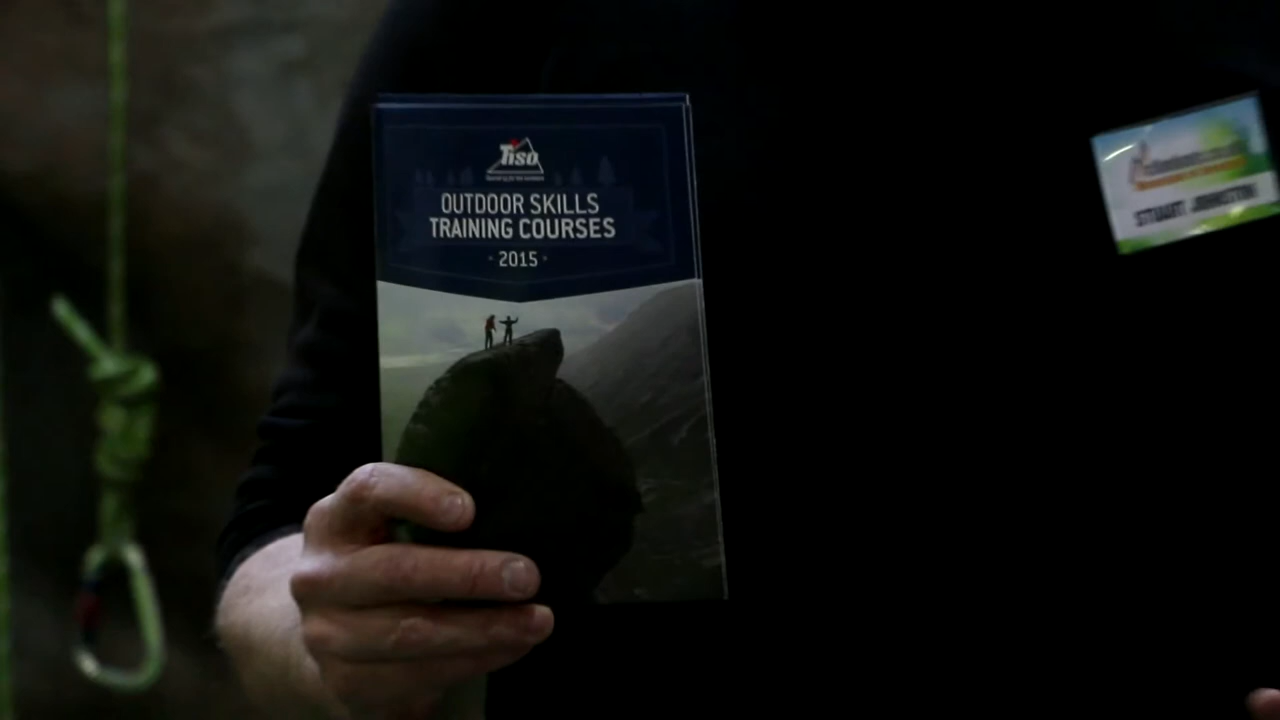 Tiso
OUTDOOR SKILLS
TRAINING COURSES
2015
STUART JOHNSTON